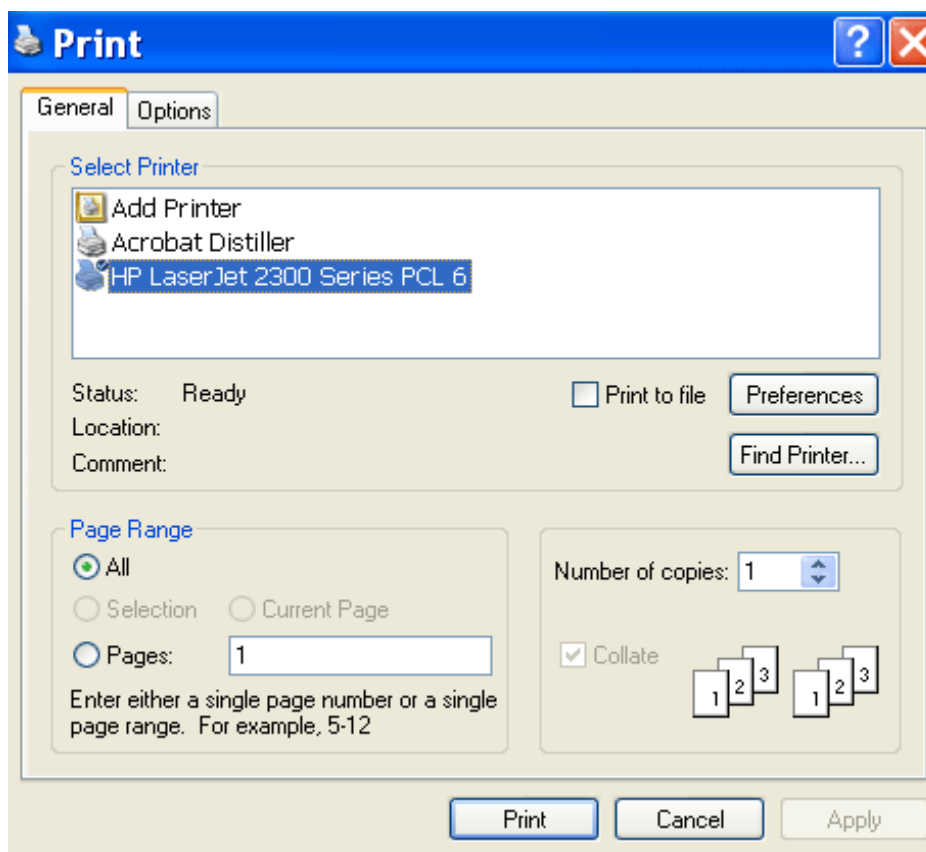 Print
General Options
Select Printer
Add Printer
Acrobat Distiller
HP LaserJet 2300 Series PCL 6
Status: Ready
Print to file Preferences
Location:
Comment:
Find Printer...
Page Range
All
Selection Current Page
Pages: 1
Enter either a single page number or a single
page range. For example, 5-12
Number of copies: 1
Collate
1 2 3 1 2 3
Print Cancel Apply